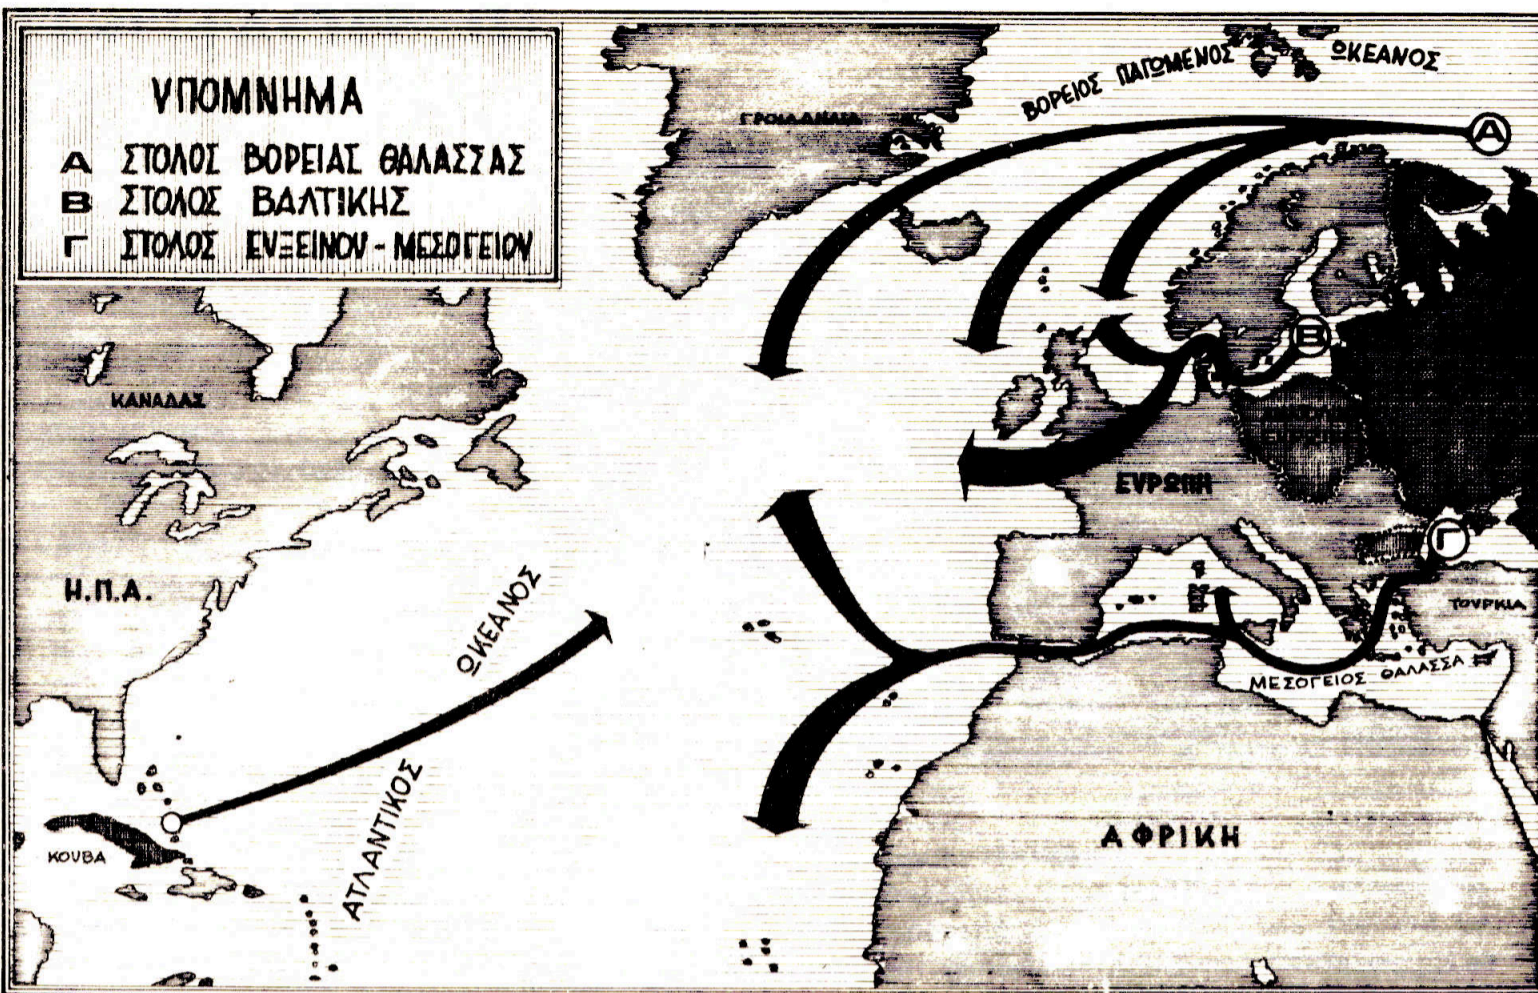 ΥΠΟΜΝΗΜΑ
Α ΣΤΟΛΟΣ ΒΟΡΕΙΑΣ ΘΑΛΑΣΣΑΣ
Β ΣΤΟΛΟΣ ΒΑΛΤΙΚΗΣ
Γ ΣΤΟΛΟΣ ΕΥΞΕΙΝΟΥ - ΜΕΣΟΓΕΙΟΥ
ΒΟΡΕΙΟΣ ΠΑΓΩΜΕΝΟΣ ΩΚΕΑΝΟΣ
Α
ΓΡΟΙΛΑΝΔΙΑ
Β
ΚΑΝΑΔΑΣ
ΕΥΡΩΠΗ
Γ
Η.Π.Α.
ΤΟΥΡΚΙΑ
ΜΕΣΟΓΕΙΟΣ ΘΑΛΑΣΣΑ
ΑΤΛΑΝΤΙΚΟΣ ΩΚΕΑΝΟΣ
ΚΟΥΒΑ
ΑΦΡΙΚΗ